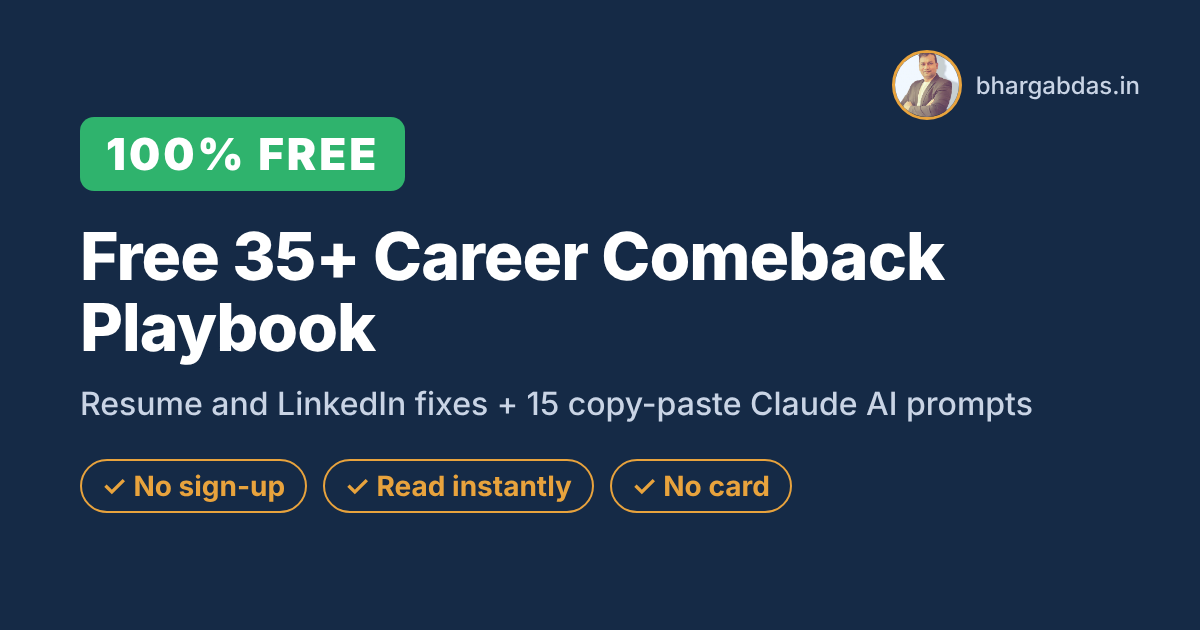 bhargabdas.in
100% FREE
Free 35+ Career Comeback
Playbook
Resume and LinkedIn fixes + 15 copy-paste Claude AI prompts
✓ No sign-up
✓ Read instantly
✓ No card